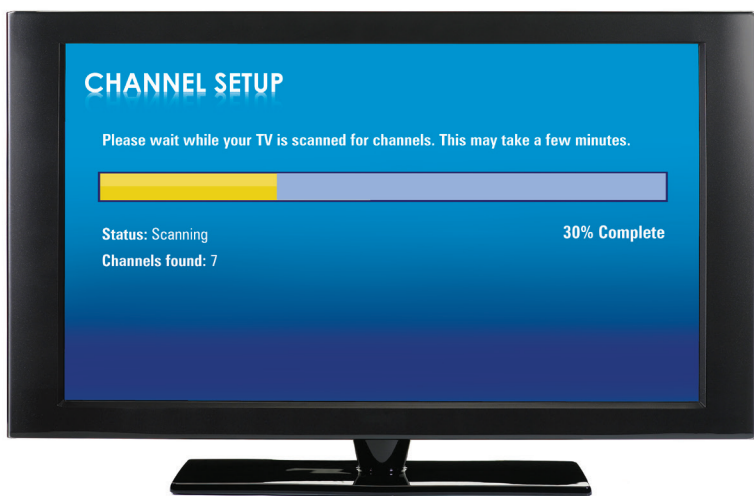 CHANNEL SETUP
Please wait while your TV is scanned for channels. This may take a few minutes.
Status: Scanning
30% Complete
Channels found: 7